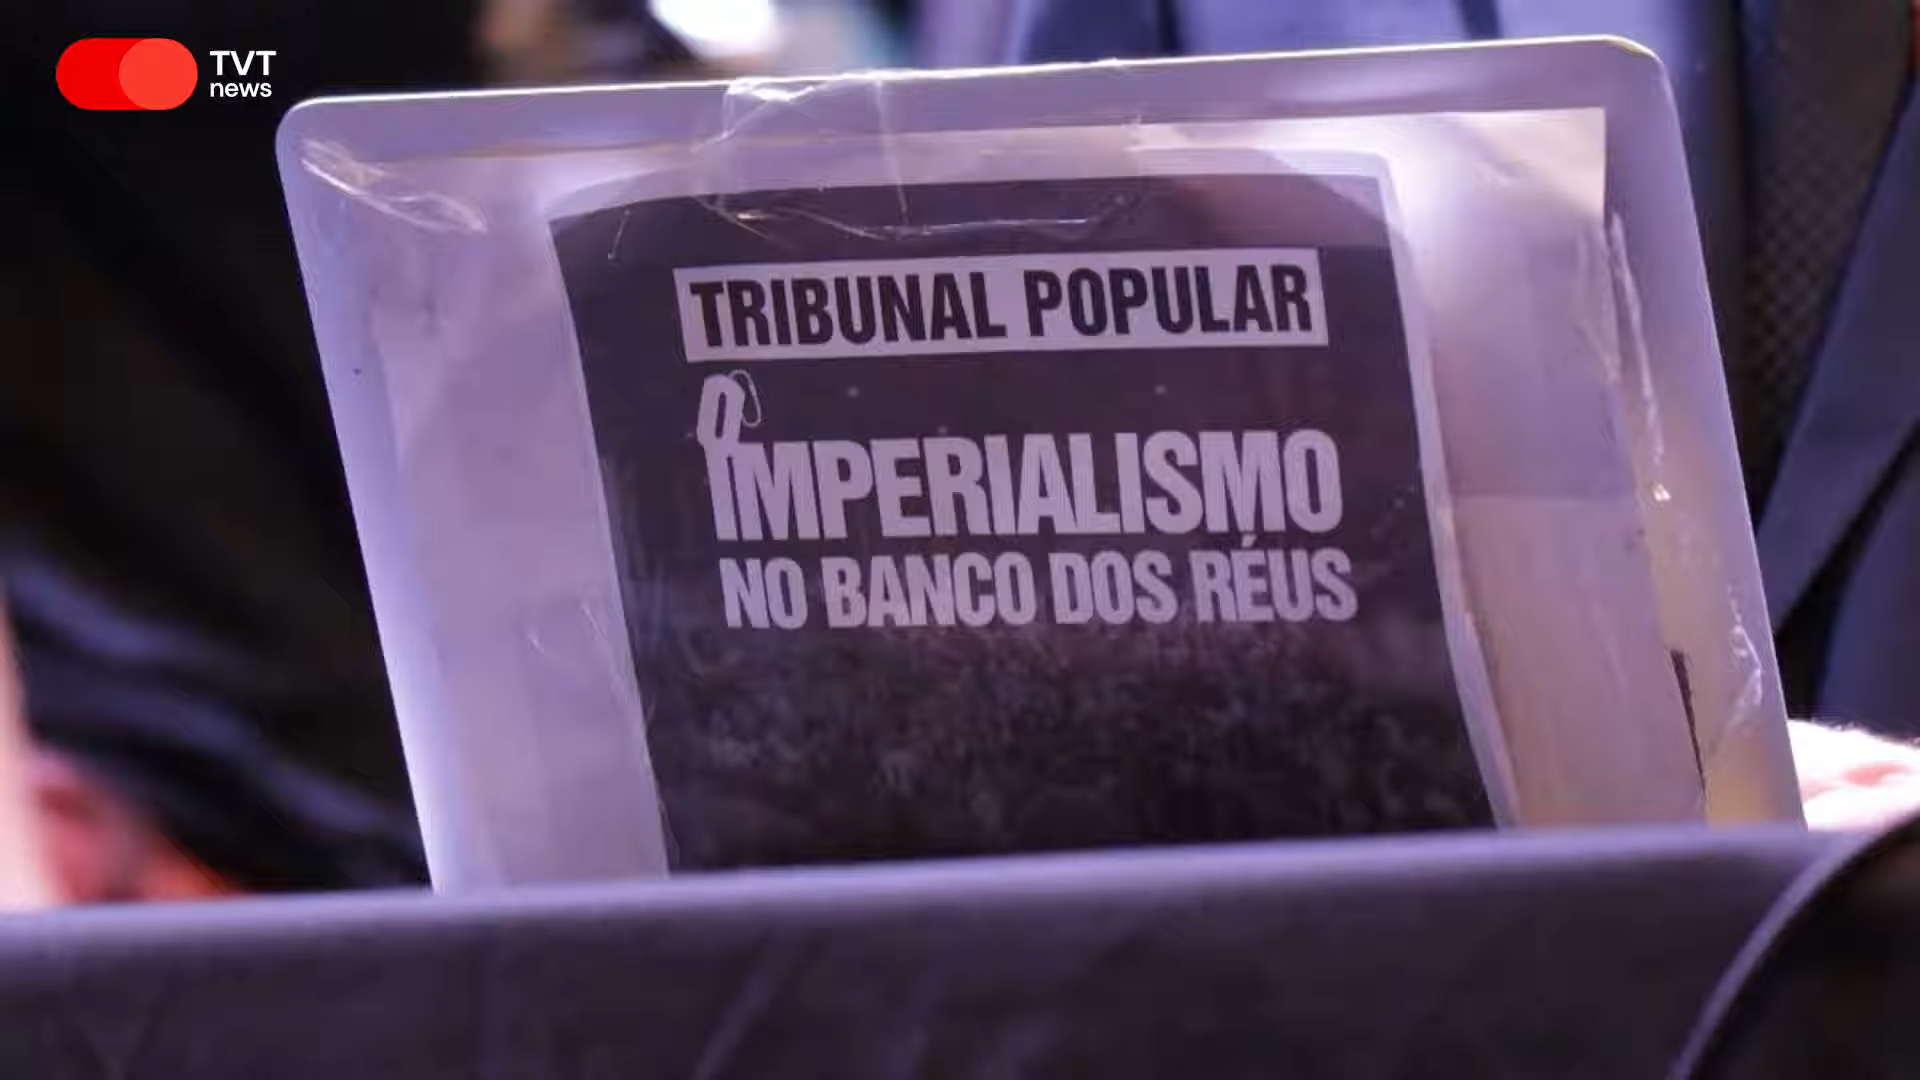 TVT
news
TRIBUNAL POPULAR
O
IMPERIALISMO
NO BANCO DOS RÉUS